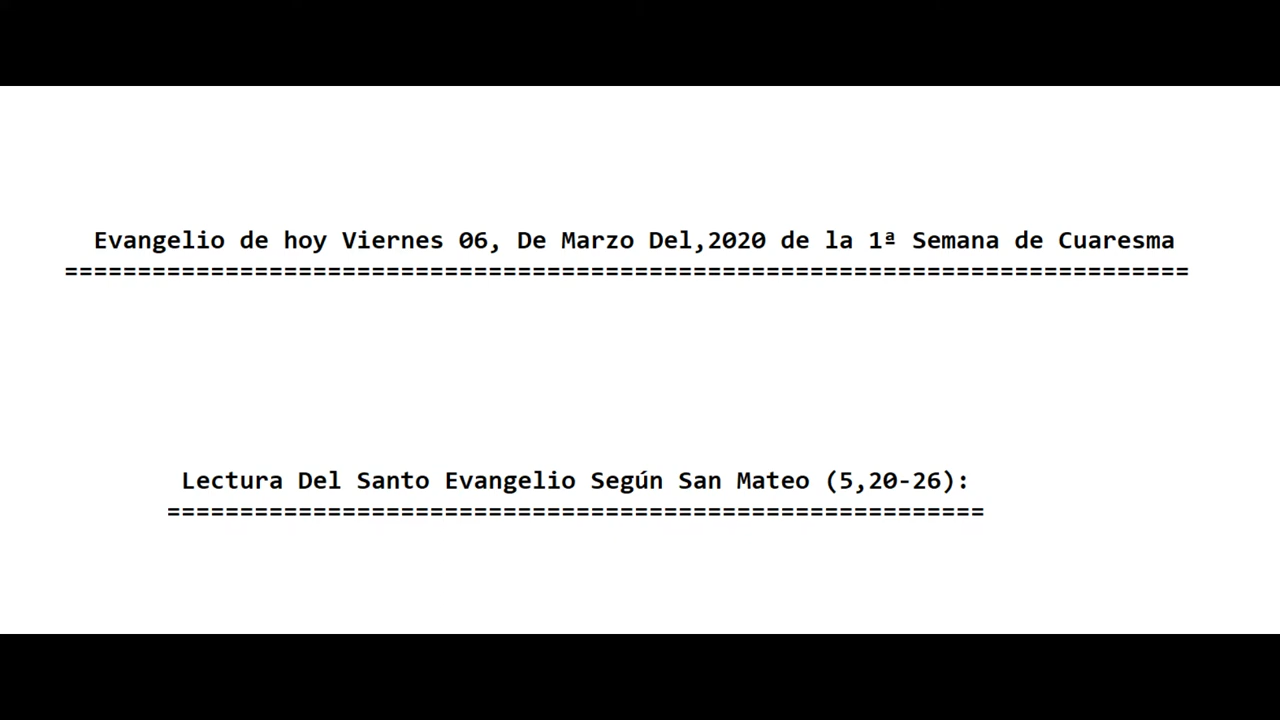 Evangelio de hoy Viernes 06, De Marzo Del,2020 de la 1ª Semana de Cuaresma
=============================================================================
Lectura Del Santo Evangelio Según San Mateo (5,20-26):
========================================================